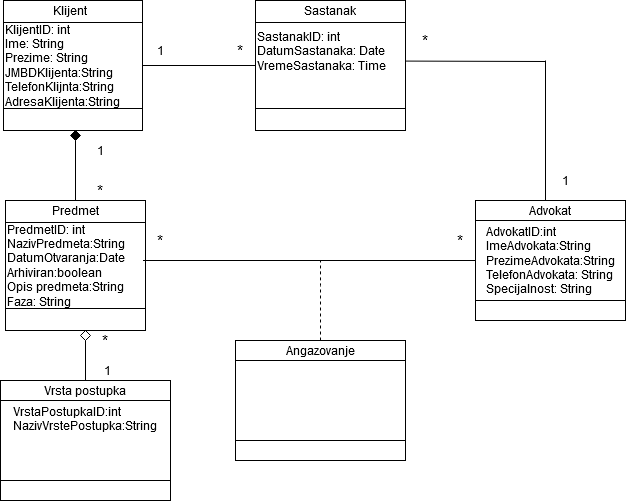 Klijent
KlijentID: int
Ime: String
Prezime: String
JMBDKlijenta:String
TelefonKlijnta:String
AdresaKlijenta:String
1
*
Sastanak
SastanakID: int
DatumSastanaka: Date
VremeSastanaka: Time
*
1
1
*
Predmet
PredmetID: int
NazivPredmeta:String
DatumOtvaranja:Date
Arhiviran:boolean
Opis predmeta:String
Faza: String
*
*
Advokat
AdvokatID:int
ImeAdvokata:String
PrezimeAdvokata:String
TelefonAdvokata: String
Specijalnost: String
*
1
Angazovanje
Vrsta postupka
VrstaPostupkaID:int
NazivVrstePostupka:String